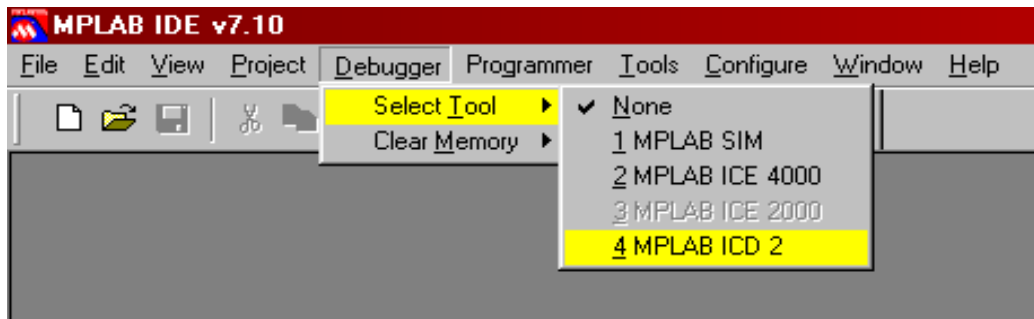 MPLAB IDE v7.10
File Edit View Project Debugger Programmer Tools Configure Window Help
Select Tool
Clear Memory
None
1 MPLAB SIM
2 MPLAB ICE 4000
3 MPLAB ICE 2000
4 MPLAB ICD 2